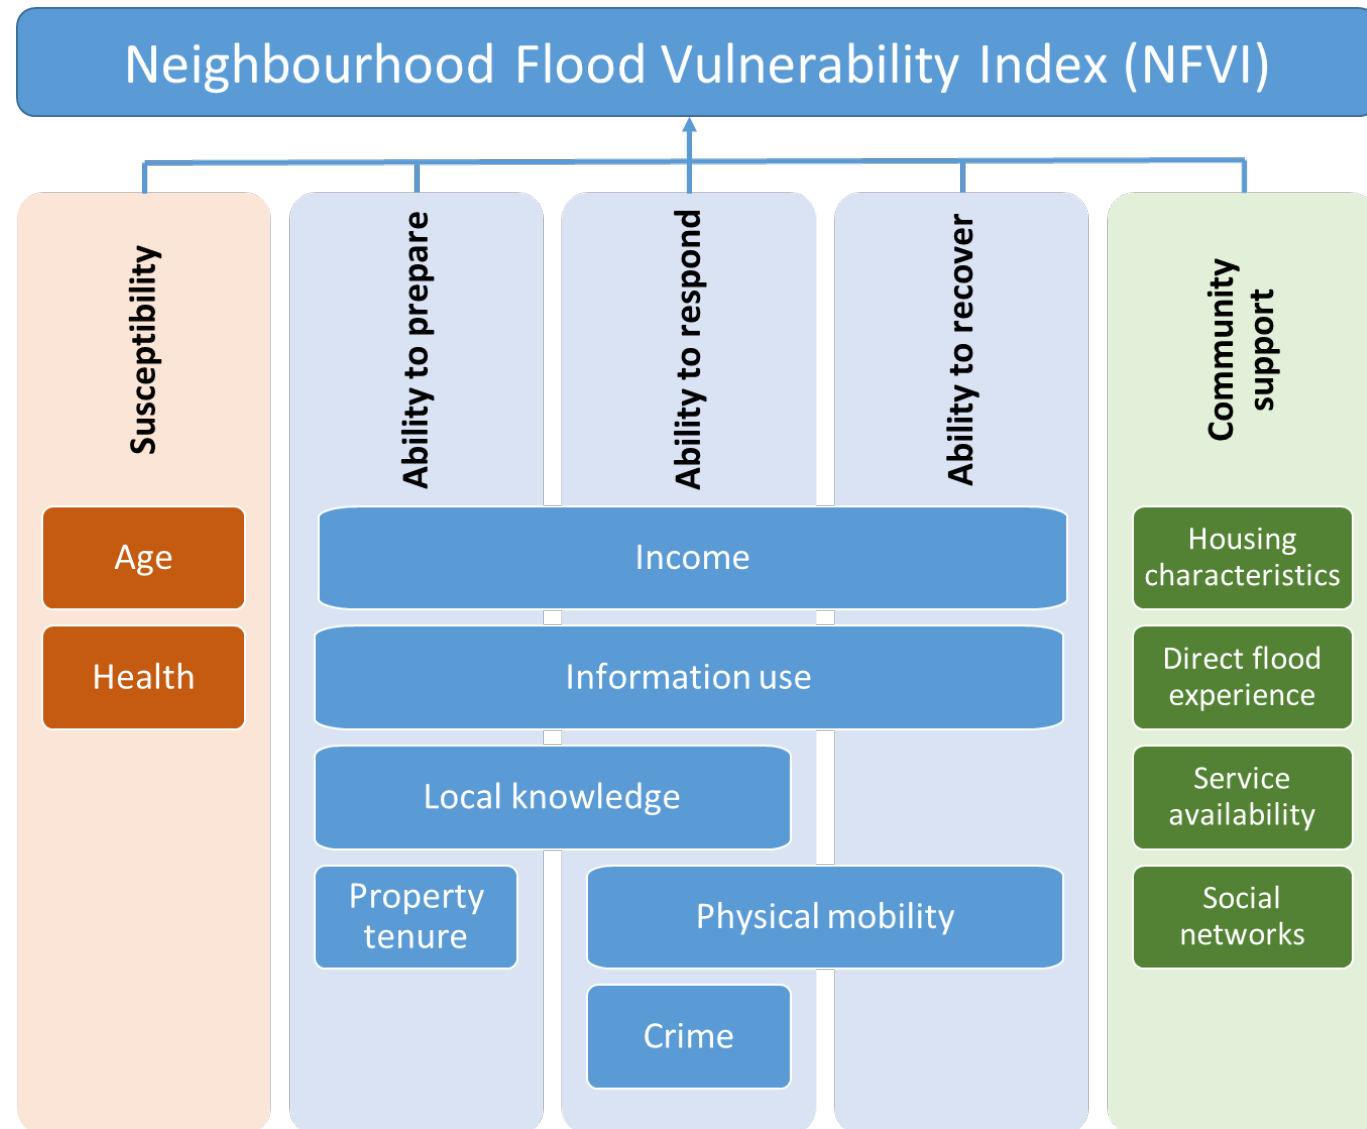 Neighbourhood Flood Vulnerability Index (NFVI)
Susceptibility
Ability to prepare
Ability to respond
Ability to recover
Community
support
Age
Income
Housing
characteristics
Health
Information use
Direct flood
experience
Local knowledge
Service
availability
Property
tenure
Physical mobility
Social
networks
Crime